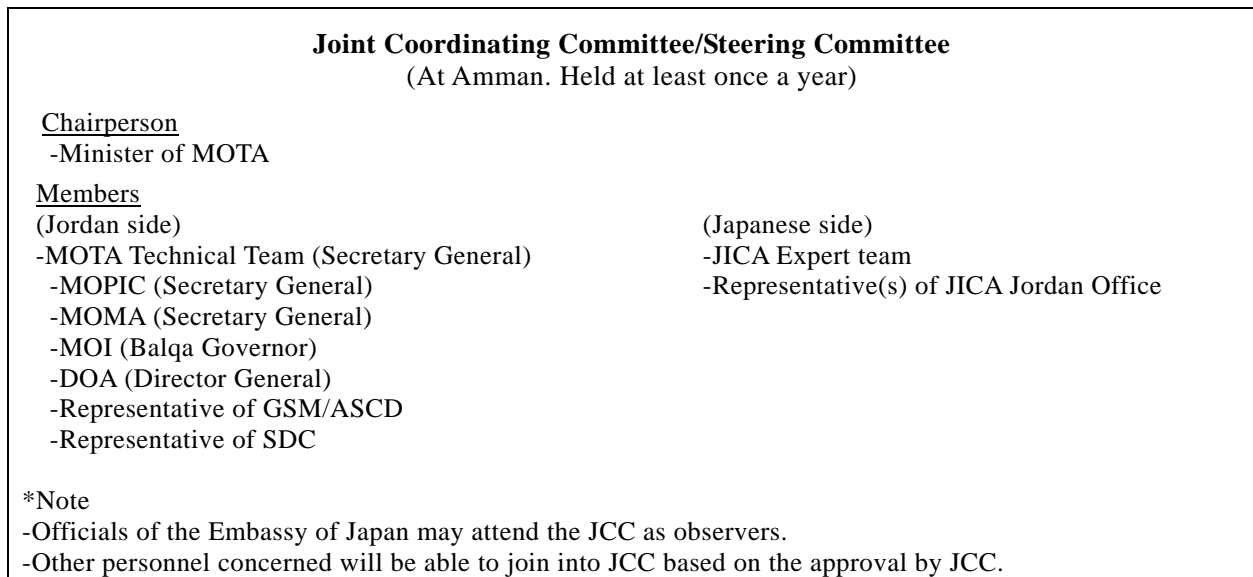 Joint Coordinating Committee/Steering Committee
(At Amman. Held at least once a year)
Chairperson
-Minister of MOTA
Members
(Jordan side)
-MOTA Technical Team (Secretary General)
-MOPIC (Secretary General)
-MOMA (Secretary General)
-MOI (Balqa Governor)
-DOA (Director General)
-Representative of GSM/ASCD
-Representative of SDC
(Japanese side)
-JICA Expert team
-Representative(s) of JICA Jordan Office
*Note
-Officials of the Embassy of Japan may attend the JCC as observers.
-Other personnel concerned will be able to join into JCC based on the approval by JCC.